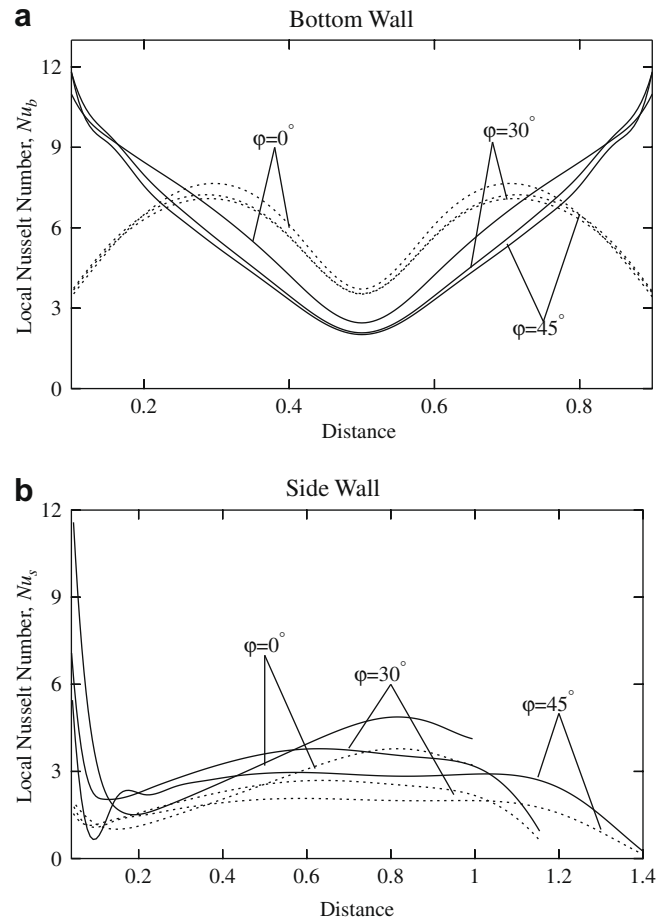 a
Bottom Wall
12
9
6
3
0
Local Nusselt Number, Nu_b
φ=0°
φ=30°
φ=45°
0.2 0.4 0.6 0.8
Distance
b
Side Wall
12
9
6
3
0
Local Nusselt Number, Nu_s
φ=0°
φ=30°
φ=45°
0.2 0.4 0.6 0.8 1 1.2 1.4
Distance